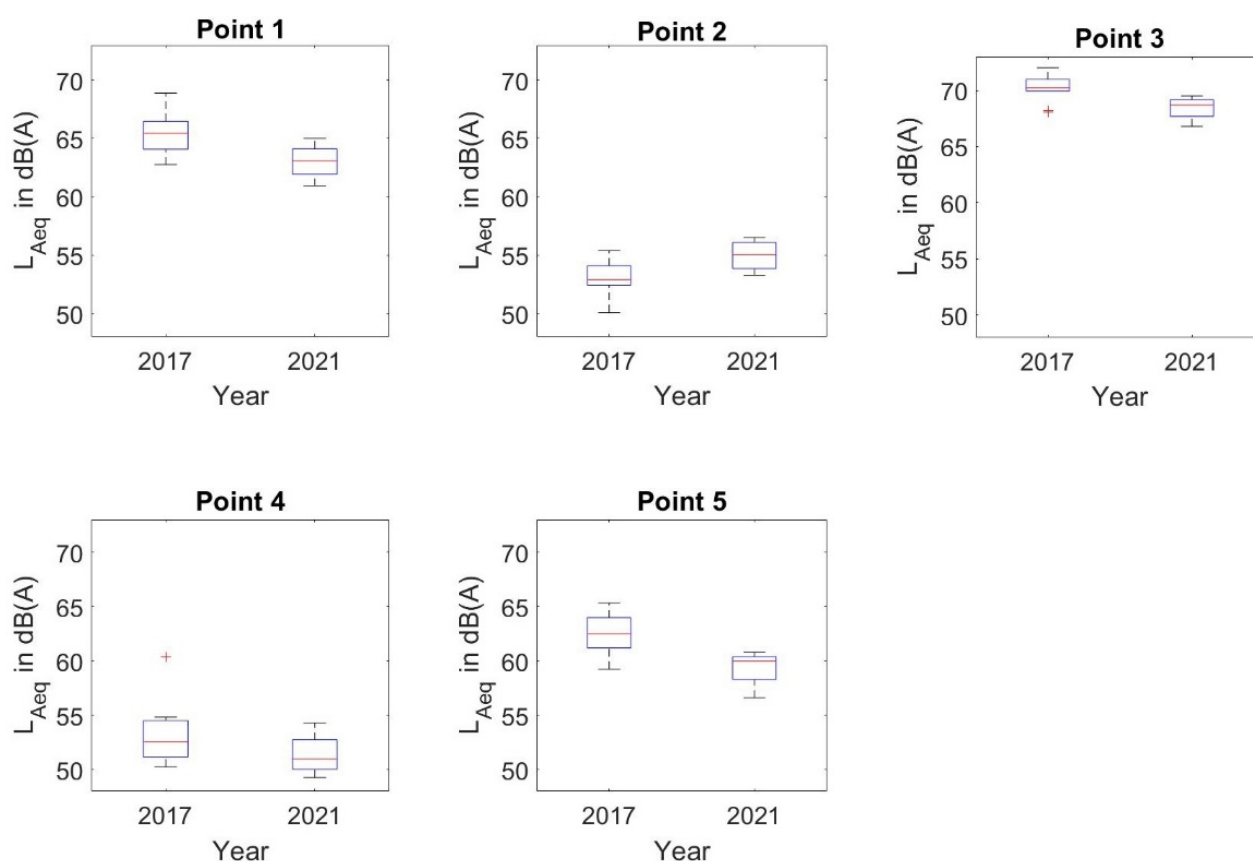 Point 1
L_Aeq in dB(A)
70
65
60
55
50
2017 2021
Year
Point 2
L_Aeq in dB(A)
70
65
60
55
50
2017 2021
Year
Point 3
L_Aeq in dB(A)
70
65
60
55
50
2017 2021
Year
Point 4
L_Aeq in dB(A)
70
65
60
55
50
2017 2021
Year
Point 5
L_Aeq in dB(A)
70
65
60
55
50
2017 2021
Year